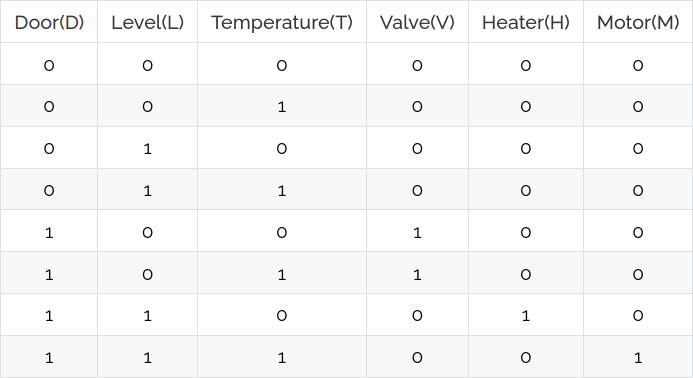 Door(D) Level(L) Temperature(T) Valve(V) Heater(H) Motor(M)
0 0 0 0 0 0
0 0 1 0 0 0
0 1 0 0 0 0
0 1 1 0 0 0
1 0 0 1 0 0
1 0 1 1 0 0
1 1 0 0 1 0
1 1 1 0 0 1